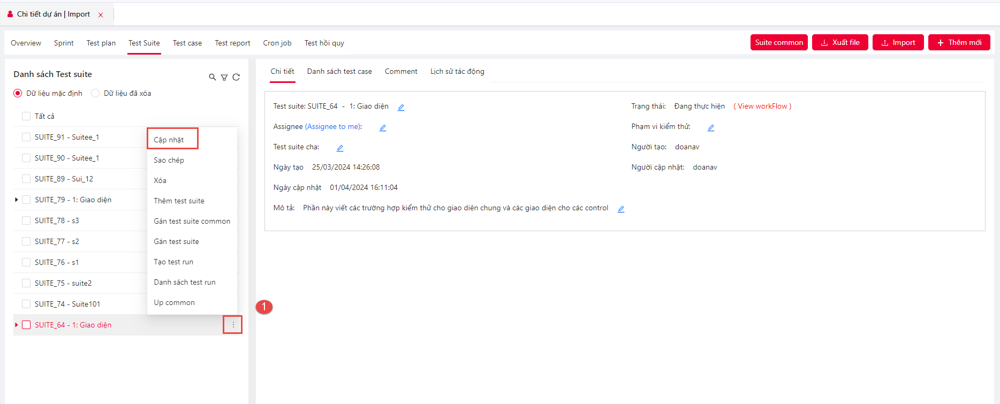 Chi tiết dự án | Import
Overview Sprint Test plan Test Suite Test case Test report Cron job Test hồi quy
Suite common Xuất file Import Thêm mới
Danh sách Test suite
Dữ liệu mặc định Dữ liệu đã xóa
Tất cả
SUITE_91 - Suitee_1
SUITE_90 - Suitee_1
SUITE_89 - Sui_12
SUITE_79 - 1: Giao diện
SUITE_78 - s3
SUITE_77 - s2
SUITE_76 - s1
SUITE_75 - suite2
SUITE_74 - Suite101
SUITE_64 - 1: Giao diện
Cập nhật
Sao chép
Xóa
Thêm test suite
Gán test suite common
Gán test suite
Tạo test run
Danh sách test run
Up common
1
Chi tiết Danh sách test case Comment Lịch sử tác động
Test suite: SUITE_64 - 1: Giao diện
Trạng thái: Đang thực hiện ( View workFlow )
Assignee (Assignee to me):
Phạm vi kiểm thử:
Test suite cha:
Người tạo: doanav
Ngày tạo 25/03/2024 14:26:08
Người cập nhật: doanav
Ngày cập nhật 01/04/2024 16:11:04
Mô tả: Phần này viết các trường hợp kiểm thử cho giao diên chung và các giao diện cho các control